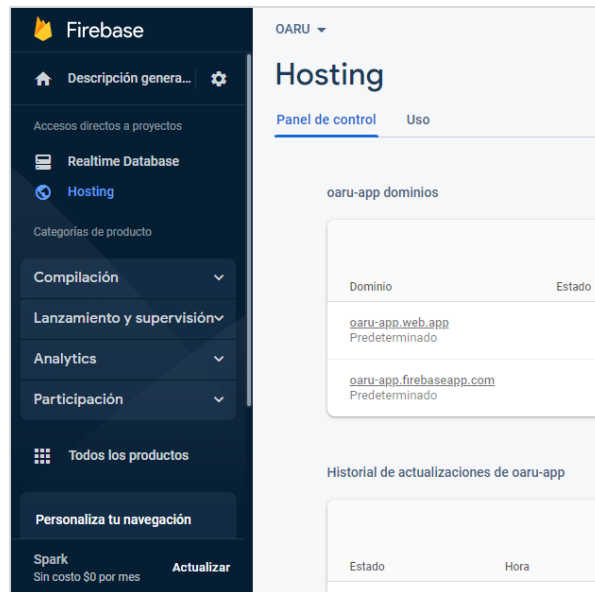 Firebase
Descripción genera...
Accesos directos a proyectos
Realtime Database
Hosting
Categorías de producto
Compilación
Lanzamiento y supervisión
Analytics
Participación
Todos los productos
Personaliza tu navegación
Spark
Sin costo $0 por mes
Actualizar
OARU
Hosting
Panel de control Uso
oaru-app dominios
Dominio Estado
oaru-app.web.app
Predeterminado
oaru-app.firebaseapp.com
Predeterminado
Historial de actualizaciones de oaru-app
Estado Hora